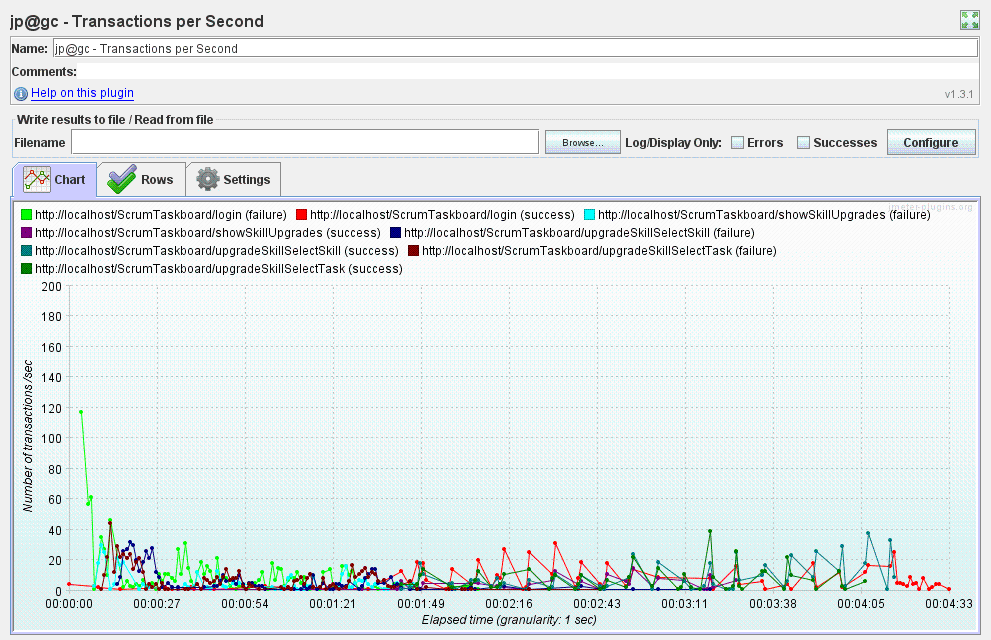 jp@gc - Transactions per Second
Name: jp@gc - Transactions per Second
Comments:
Help on this plugin
v1.3.1
Write results to file / Read from file
Filename Browse... Log/Display Only: Errors Successes Configure
Chart Rows Settings
jmeter-plugins.org
http://localhost/ScrumTaskboard/login (failure) http://localhost/ScrumTaskboard/login (success) http://localhost/ScrumTaskboard/showSkillUpgrades (failure)
http://localhost/ScrumTaskboard/showSkillUpgrades (success) http://localhost/ScrumTaskboard/upgradeSkillSelectSkill (failure)
http://localhost/ScrumTaskboard/upgradeSkillSelectSkill (success) http://localhost/ScrumTaskboard/upgradeSkillSelectTask (failure)
http://localhost/ScrumTaskboard/upgradeSkillSelectTask (success)
200
180
160
140
120
100
80
60
40
20
0
Number of transactions /sec
00:00:00 00:00:27 00:00:54 00:01:21 00:01:49 00:02:16 00:02:43 00:03:11 00:03:38 00:04:05 00:04:33
Elapsed time (granularity: 1 sec)